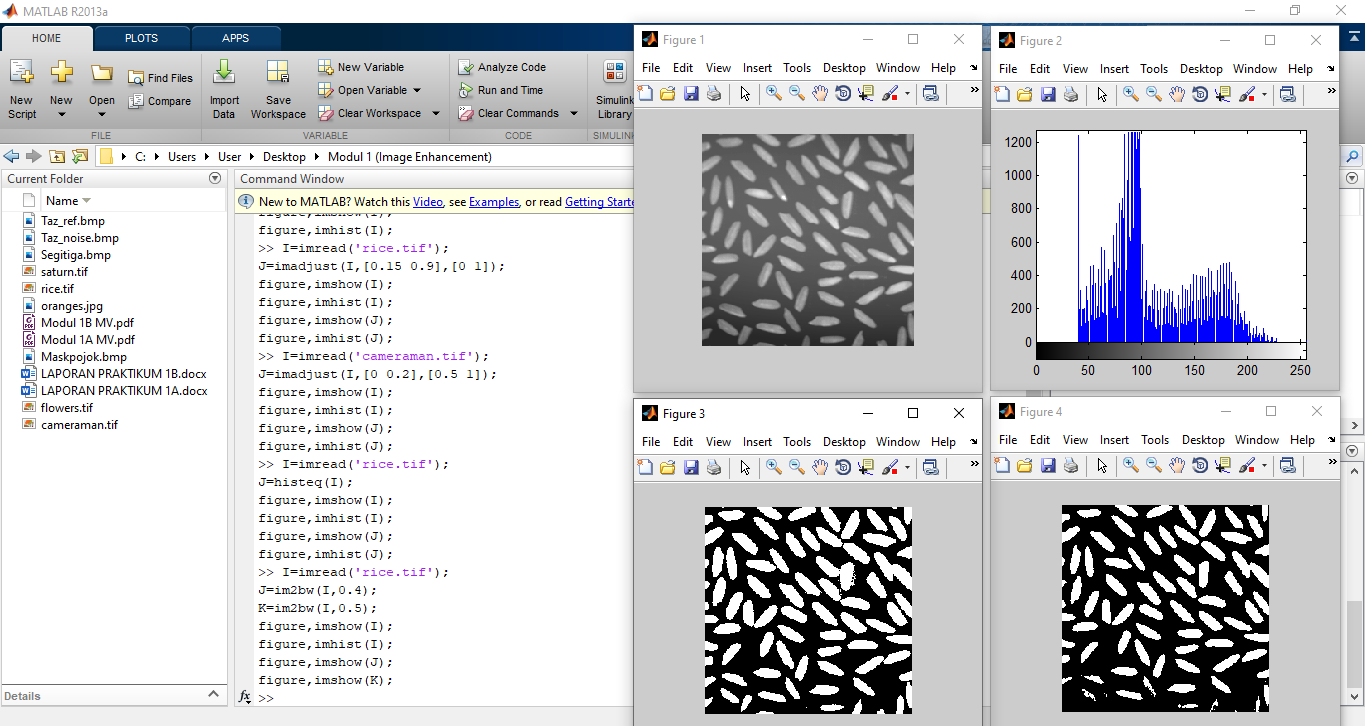 MATLAB R2013a
HOME
PLOTS
APPS
New Script
New
Open
Find Files
Compare
Import Data
Save Workspace
New Variable
Open Variable
Clear Workspace
Analyze Code
Run and Time
Clear Commands
Simulink Library
FILE
VARIABLE
CODE
SIMULIN
C: Users User Desktop Modul 1 (Image Enhancement)
Current Folder
Name
Taz_ref.bmp
Taz_noise.bmp
Segitiga.bmp
saturn.tif
rice.tif
oranges.jpg
Modul 1B MV.pdf
Modul 1A MV.pdf
Maskpojok.bmp
LAPORAN PRAKTIKUM 1B.docx
LAPORAN PRAKTIKUM 1A.docx
flowers.tif
cameraman.tif
Details
Command Window
New to MATLAB? Watch this Video, see Examples, or read Getting Starte
figure,imshow(I);
figure,imhist(I);
>> I=imread('rice.tif');
J=imadjust(I,[0.15 0.9],[0 1]);
figure,imshow(I);
figure,imhist(I);
figure,imshow(J);
figure,imhist(J);
>> I=imread('cameraman.tif');
J=imadjust(I,[0 0.2],[0.5 1]);
figure,imshow(I);
figure,imhist(I);
figure,imshow(J);
figure,imhist(J);
>> I=imread('rice.tif');
J=histeq(I);
figure,imshow(I);
figure,imhist(I);
figure,imshow(J);
figure,imhist(J);
>> I=imread('rice.tif');
J=im2bw(I,0.4);
K=im2bw(I,0.5);
figure,imshow(I);
figure,imhist(I);
figure,imshow(J);
figure,imshow(K);
fx >>
Figure 1
File Edit View Insert Tools Desktop Window Help
Figure 2
File Edit View Insert Tools Desktop Window Help
1200
1000
800
600
400
200
0
0 50 100 150 200 250
Figure 3
File Edit View Insert Tools Desktop Window Help
Figure 4
File Edit View Insert Tools Desktop Window Help